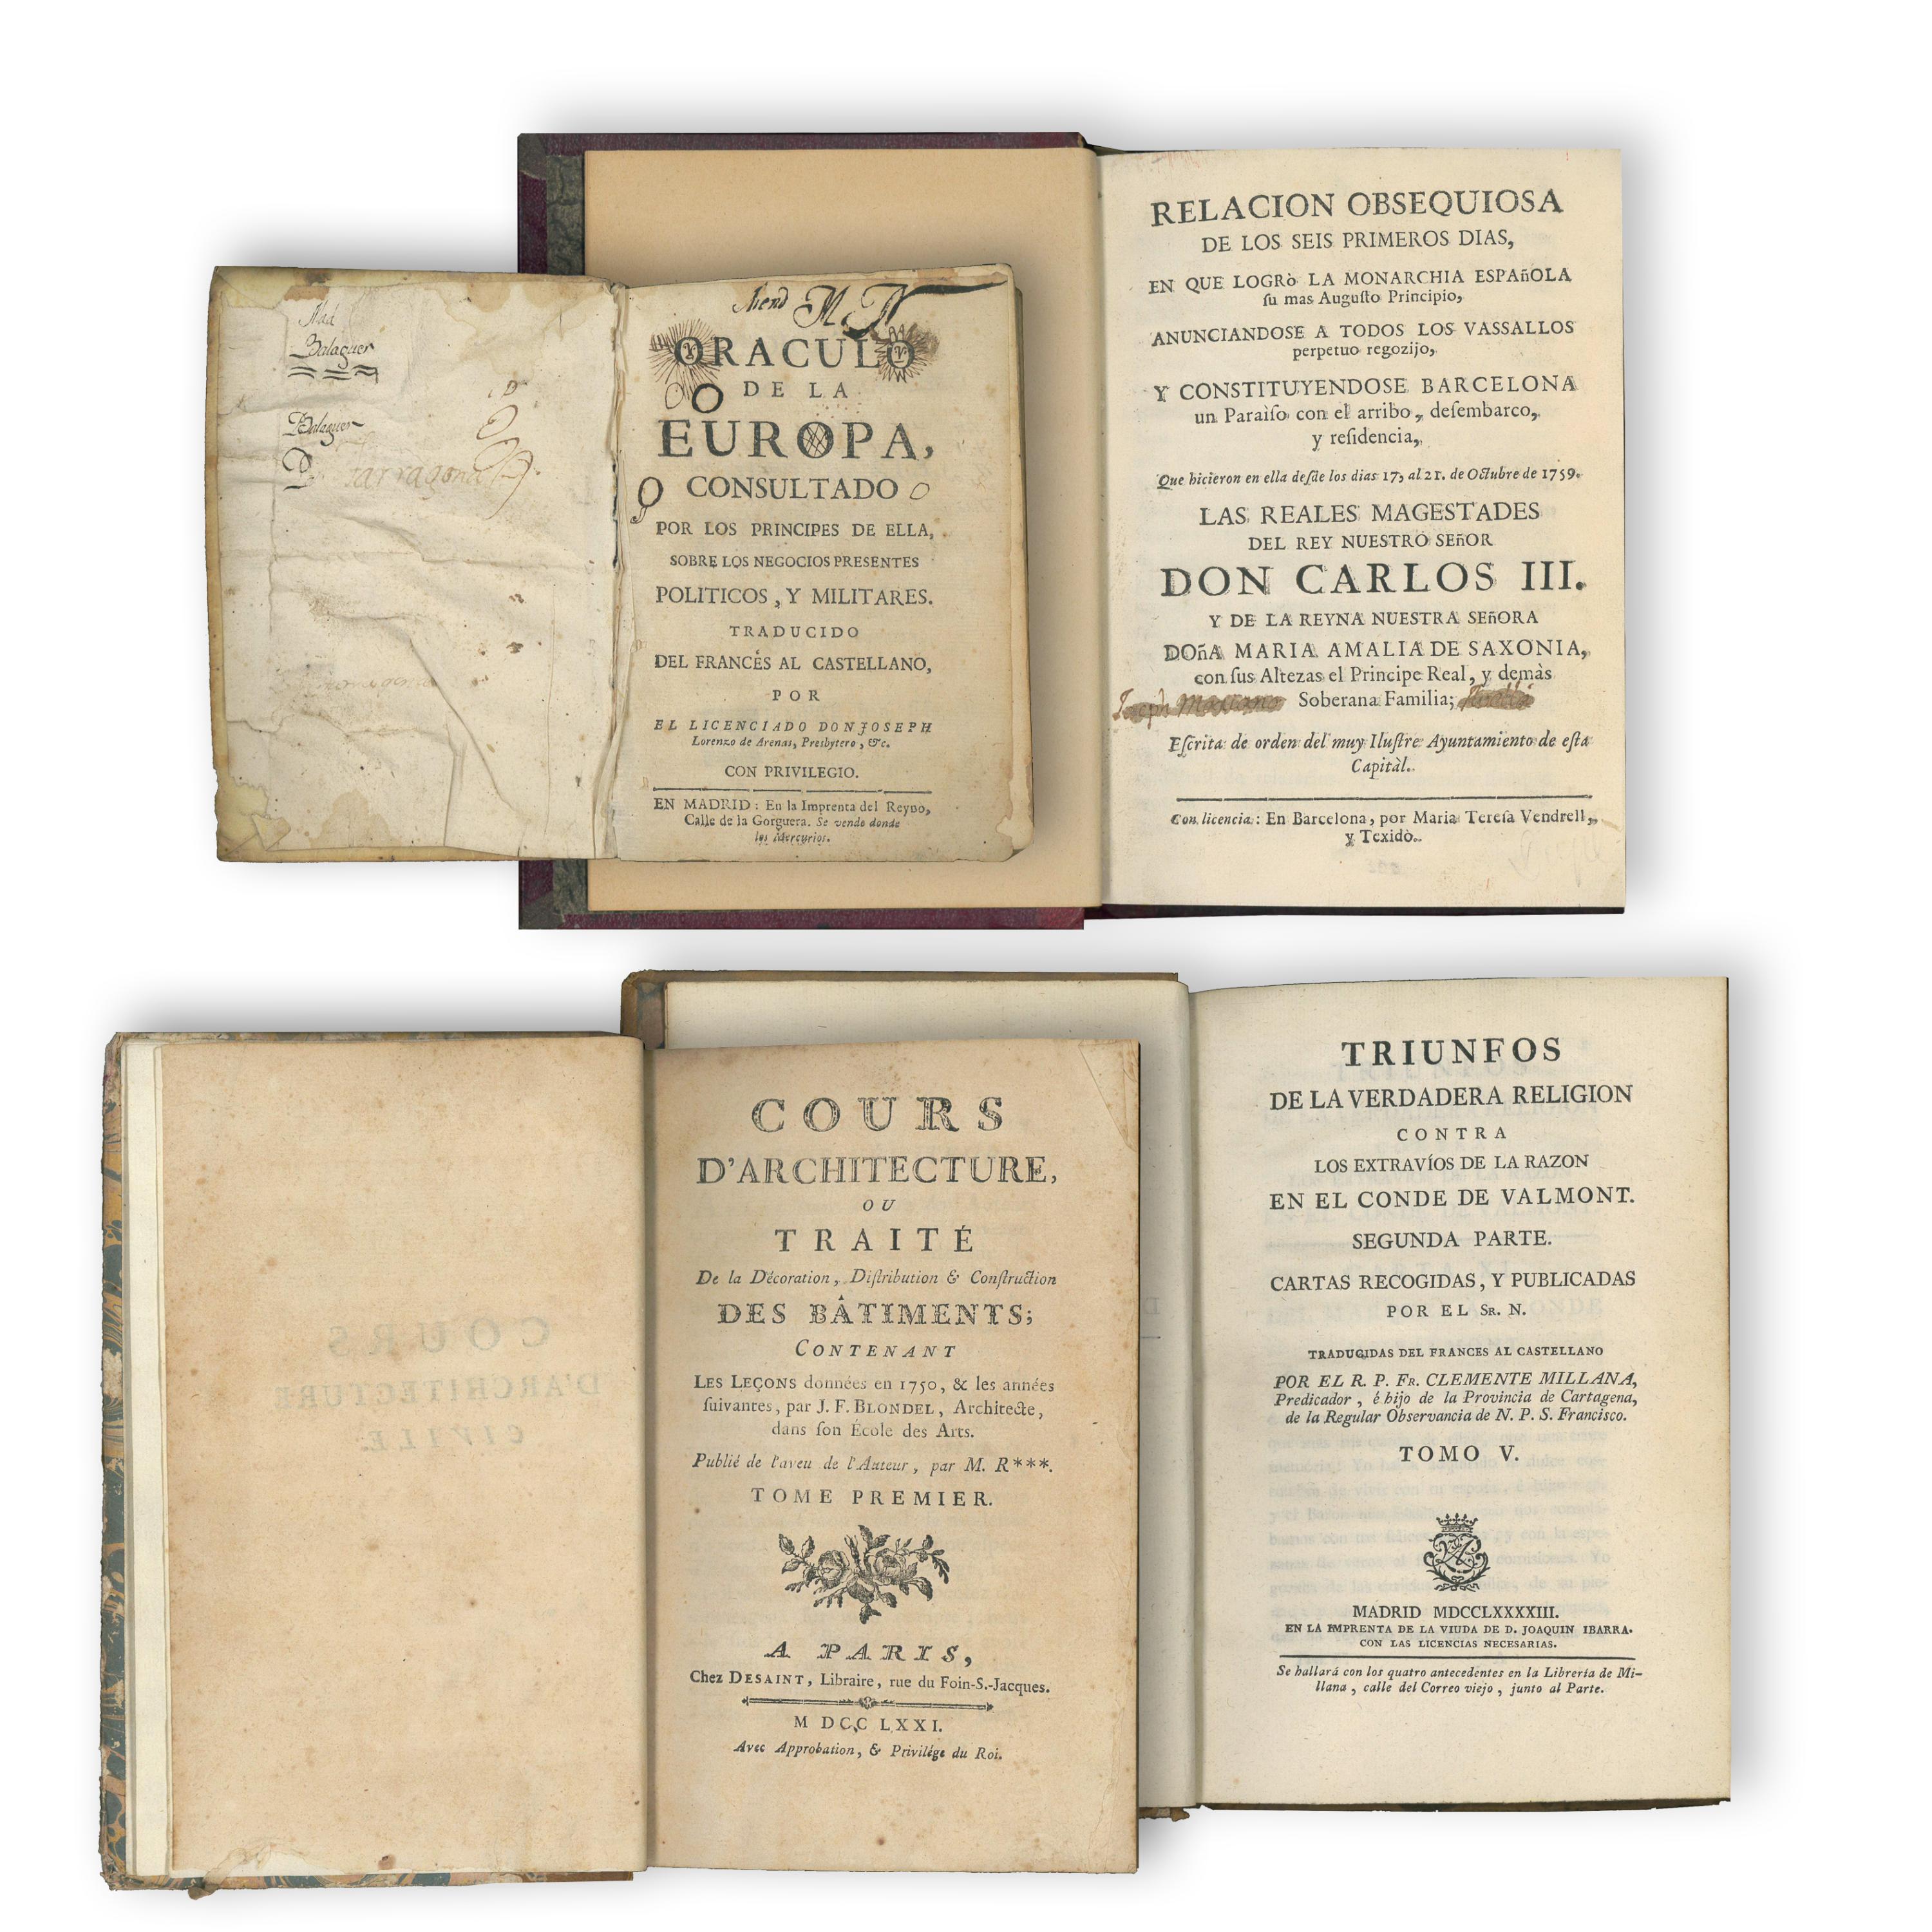 Balaguer
Balaguer
Tarragona
ORACULO
DE LA
EUROPA,
CONSULTADO
POR LOS PRINCIPES DE ELLA,
SOBRE LOS NEGOCIOS PRESENTES
POLITICOS, Y MILITARES.
TRADUCIDO
DEL FRANCÉS AL CASTELLANO,
POR
EL LICENCIADO DON JOSEPH
Lorenzo de Arenas, Presbytero, &c.
CON PRIVILEGIO.
EN MADRID: En la Imprenta del Reyno,
Calle de la Gorguera. Se vende donde
los Mercurios.
RELACION OBSEQUIOSA
DE LOS SEIS PRIMEROS DIAS,
EN QUE LOGRò LA MONARCHIA ESPAñOLA
ſu mas Auguſto Principio,
ANUNCIANDOSE A TODOS LOS VASSALLOS
perpetuo regozijo,
Y CONSTITUYENDOSE BARCELONA
un Paraìſo con el arribo, deſembarco,
y reſidencia,
Que hicieron en ella deſde los dias 17, al 21. de Octubre de 1759.
LAS REALES MAGESTADES
DEL REY NUESTRO SEñOR
DON CARLOS III.
Y DE LA REYNA NUESTRA SEñORA
DOñA MARIA AMALIA DE SAXONIA,
con ſus Altezas el Principe Real, y demàs
Joseph Soberana Familia;
Eſcrita de orden del muy Iluſtre Ayuntamiento de eſta
Capitàl.
Con licencia: En Barcelona, por Maria Tereſa Vendrell,
y Texidò.
COURS
D'ARCHITECTURE
CIVILE.
COURS
D'ARCHITECTURE,
OU
TRAITÉ
De la Décoration, Diſtribution & Conſtruction
DES BÂTIMENTS;
CONTENANT
LES LEÇONS données en 1750, & les années
ſuivantes, par J. F. BLONDEL, Architecte,
dans ſon École des Arts.
Publié de l'aveu de l'Auteur, par M. R***.
TOME PREMIER.
A PARIS,
Chez DESAINT, Libraire, rue du Foin-S.-Jacques.
M DCC LXXI.
Avec Approbation, & Privilége du Roi.
TRIUNFOS
DE LA VERDADERA RELIGION
CONTRA
LOS EXTRAVÍOS DE LA RAZON
EN EL CONDE DE VALMONT.
SEGUNDA PARTE.
CARTAS RECOGIDAS, Y PUBLICADAS
POR EL SR. N.
TRADUCIDAS DEL FRANCES AL CASTELLANO
POR EL R. P. FR. CLEMENTE MILLANA,
Predicador, é hijo de la Provincia de Cartagena,
de la Regular Observancia de N. P. S. Francisco.
TOMO V.
MADRID MDCCLXXXXIII.
EN LA IMPRENTA DE LA VIUDA DE D. JOAQUIN IBARRA.
CON LAS LICENCIAS NECESARIAS.
Se hallará con los quatro antecedentes en la Librería de Mi-
llana, calle del Correo viejo, junto al Parte.